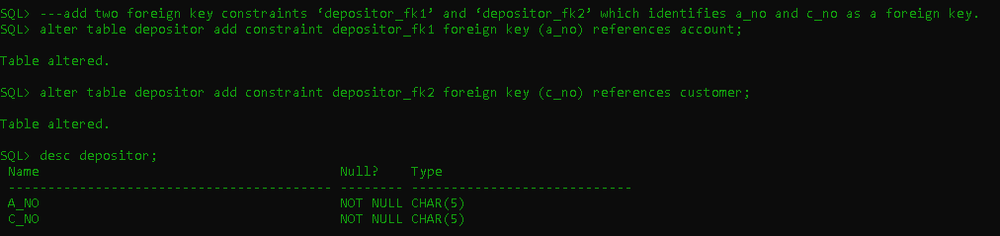 SQL> ---add two foreign key constraints ‘depositor_fk1’ and ‘depositor_fk2’ which identifies a_no and c_no as a foreign key.
SQL> alter table depositor add constraint depositor_fk1 foreign key (a_no) references account;
Table altered.
SQL> alter table depositor add constraint depositor_fk2 foreign key (c_no) references customer;
Table altered.
SQL> desc depositor;
Name Null? Type
----------------------------------------- -------- ----------------------------
A_NO NOT NULL CHAR(5)
C_NO NOT NULL CHAR(5)